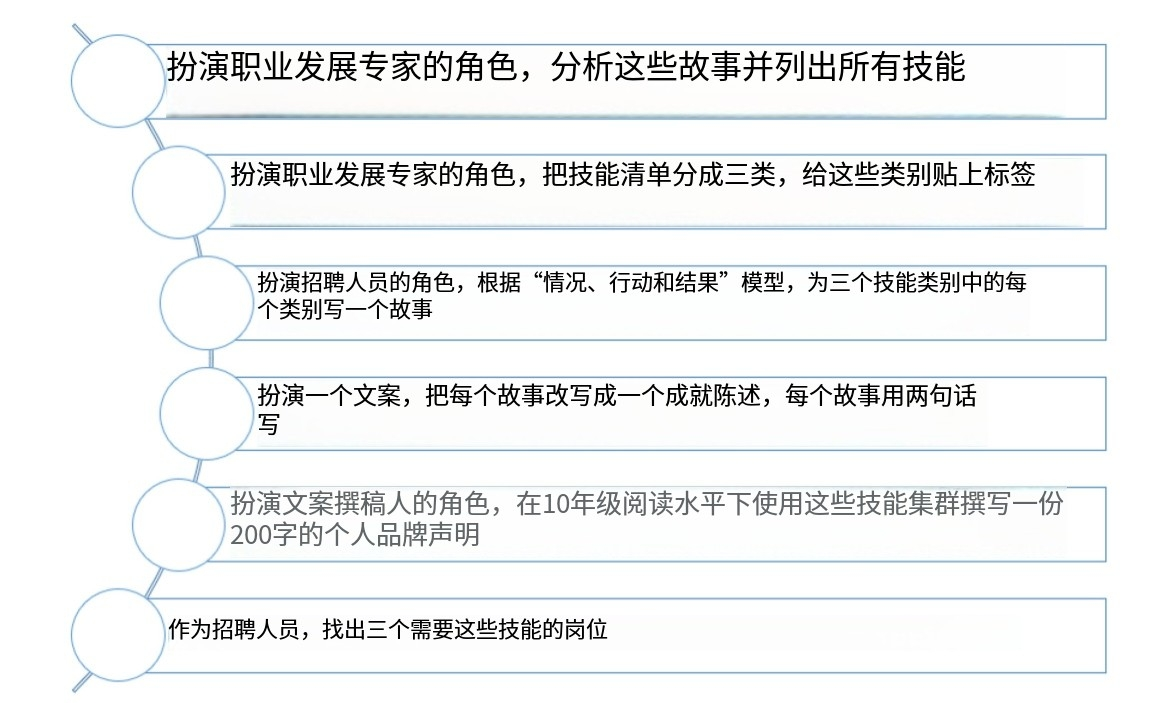 扮演职业发展专家的角色，分析这些故事并列出所有技能
扮演职业发展专家的角色，把技能清单分成三类，给这些类别贴上标签
扮演招聘人员的角色，根据“情况、行动和结果”模型，为三个技能类别中的每
个类别写一个故事
扮演一个文案，把每个故事改写成一个成就陈述，每个故事用两句话
写
扮演文案撰稿人的角色，在10年级阅读水平下使用这些技能集群撰写一份
200字的个人品牌声明
作为招聘人员，找出三个需要这些技能的岗位